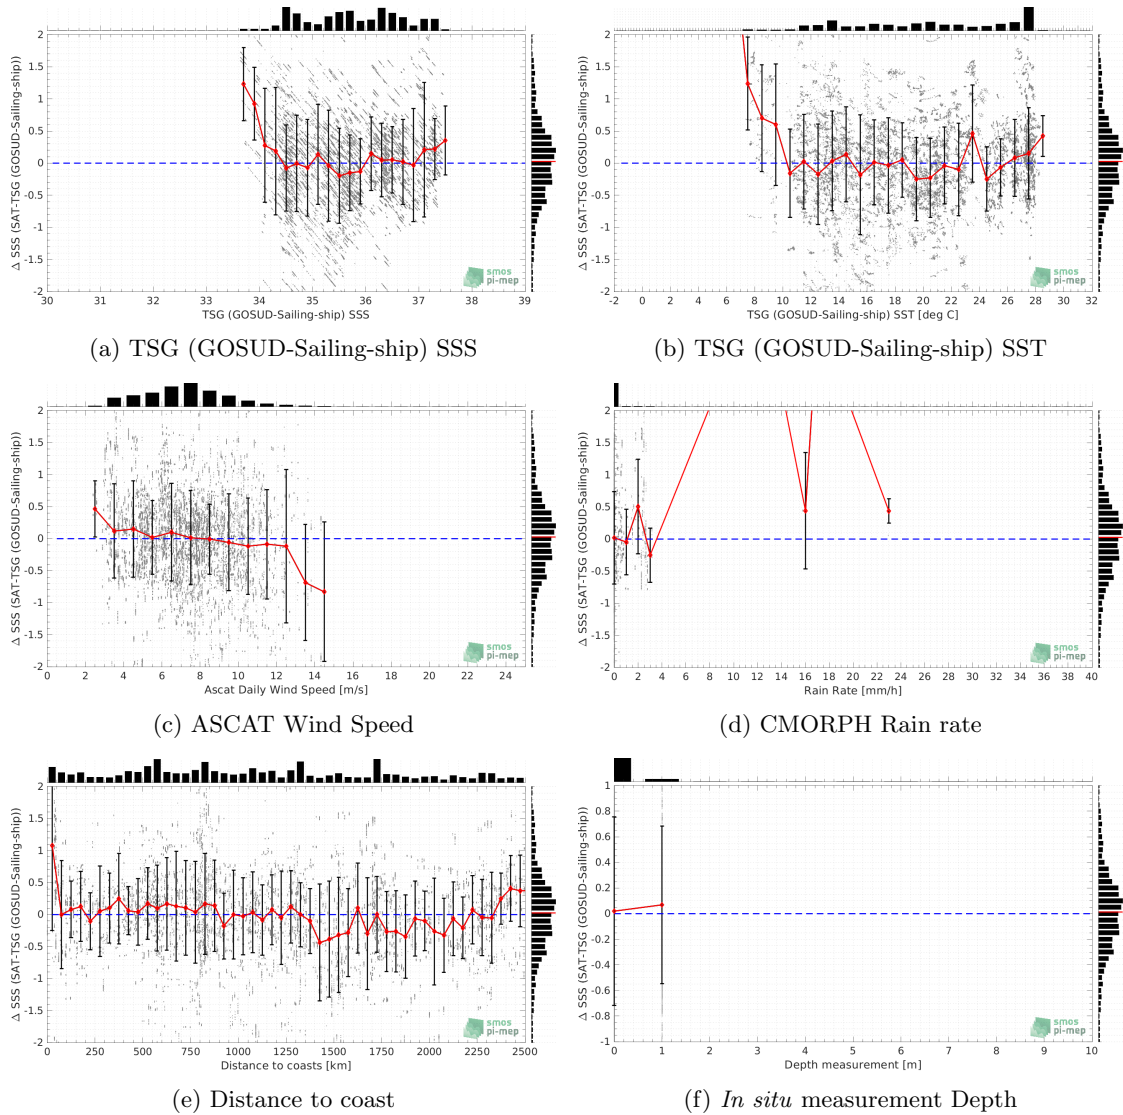 2
1.5
1
0.5
0
-0.5
-1
-1.5
-2
Δ SSS (SAT-TSG (GOSUD-Sailing-ship))
30 31 32 33 34 35 36 37 38 39
TSG (GOSUD-Sailing-ship) SSS
smos
pi-mep
(a) TSG (GOSUD-Sailing-ship) SSS
2
1.5
1
0.5
0
-0.5
-1
-1.5
-2
Δ SSS (SAT-TSG (GOSUD-Sailing-ship))
-2 0 2 4 6 8 10 12 14 16 18 20 22 24 26 28 30 32
TSG (GOSUD-Sailing-ship) SST [deg C]
smos
pi-mep
(b) TSG (GOSUD-Sailing-ship) SST
2
1.5
1
0.5
0
-0.5
-1
-1.5
-2
Δ SSS (SAT-TSG (GOSUD-Sailing-ship))
0 2 4 6 8 10 12 14 16 18 20 22 24
Ascat Daily Wind Speed [m/s]
smos
pi-mep
(c) ASCAT Wind Speed
2
1.5
1
0.5
0
-0.5
-1
-1.5
-2
Δ SSS (SAT-TSG (GOSUD-Sailing-ship))
0 2 4 6 8 10 12 14 16 18 20 22 24 26 28 30 32 34 36 38 40
Rain Rate [mm/h]
smos
pi-mep
(d) CMORPH Rain rate
2
1.5
1
0.5
0
-0.5
-1
-1.5
-2
Δ SSS (SAT-TSG (GOSUD-Sailing-ship))
0 250 500 750 1000 1250 1500 1750 2000 2250 2500
Distance to coasts [km]
smos
pi-mep
(e) Distance to coast
1
0.8
0.6
0.4
0.2
0
-0.2
-0.4
-0.6
-0.8
-1
Δ SSS (SAT-TSG (GOSUD-Sailing-ship))
0 1 2 3 4 5 6 7 8 9 10
Depth measurement [m]
smos
pi-mep
(f) In situ measurement Depth